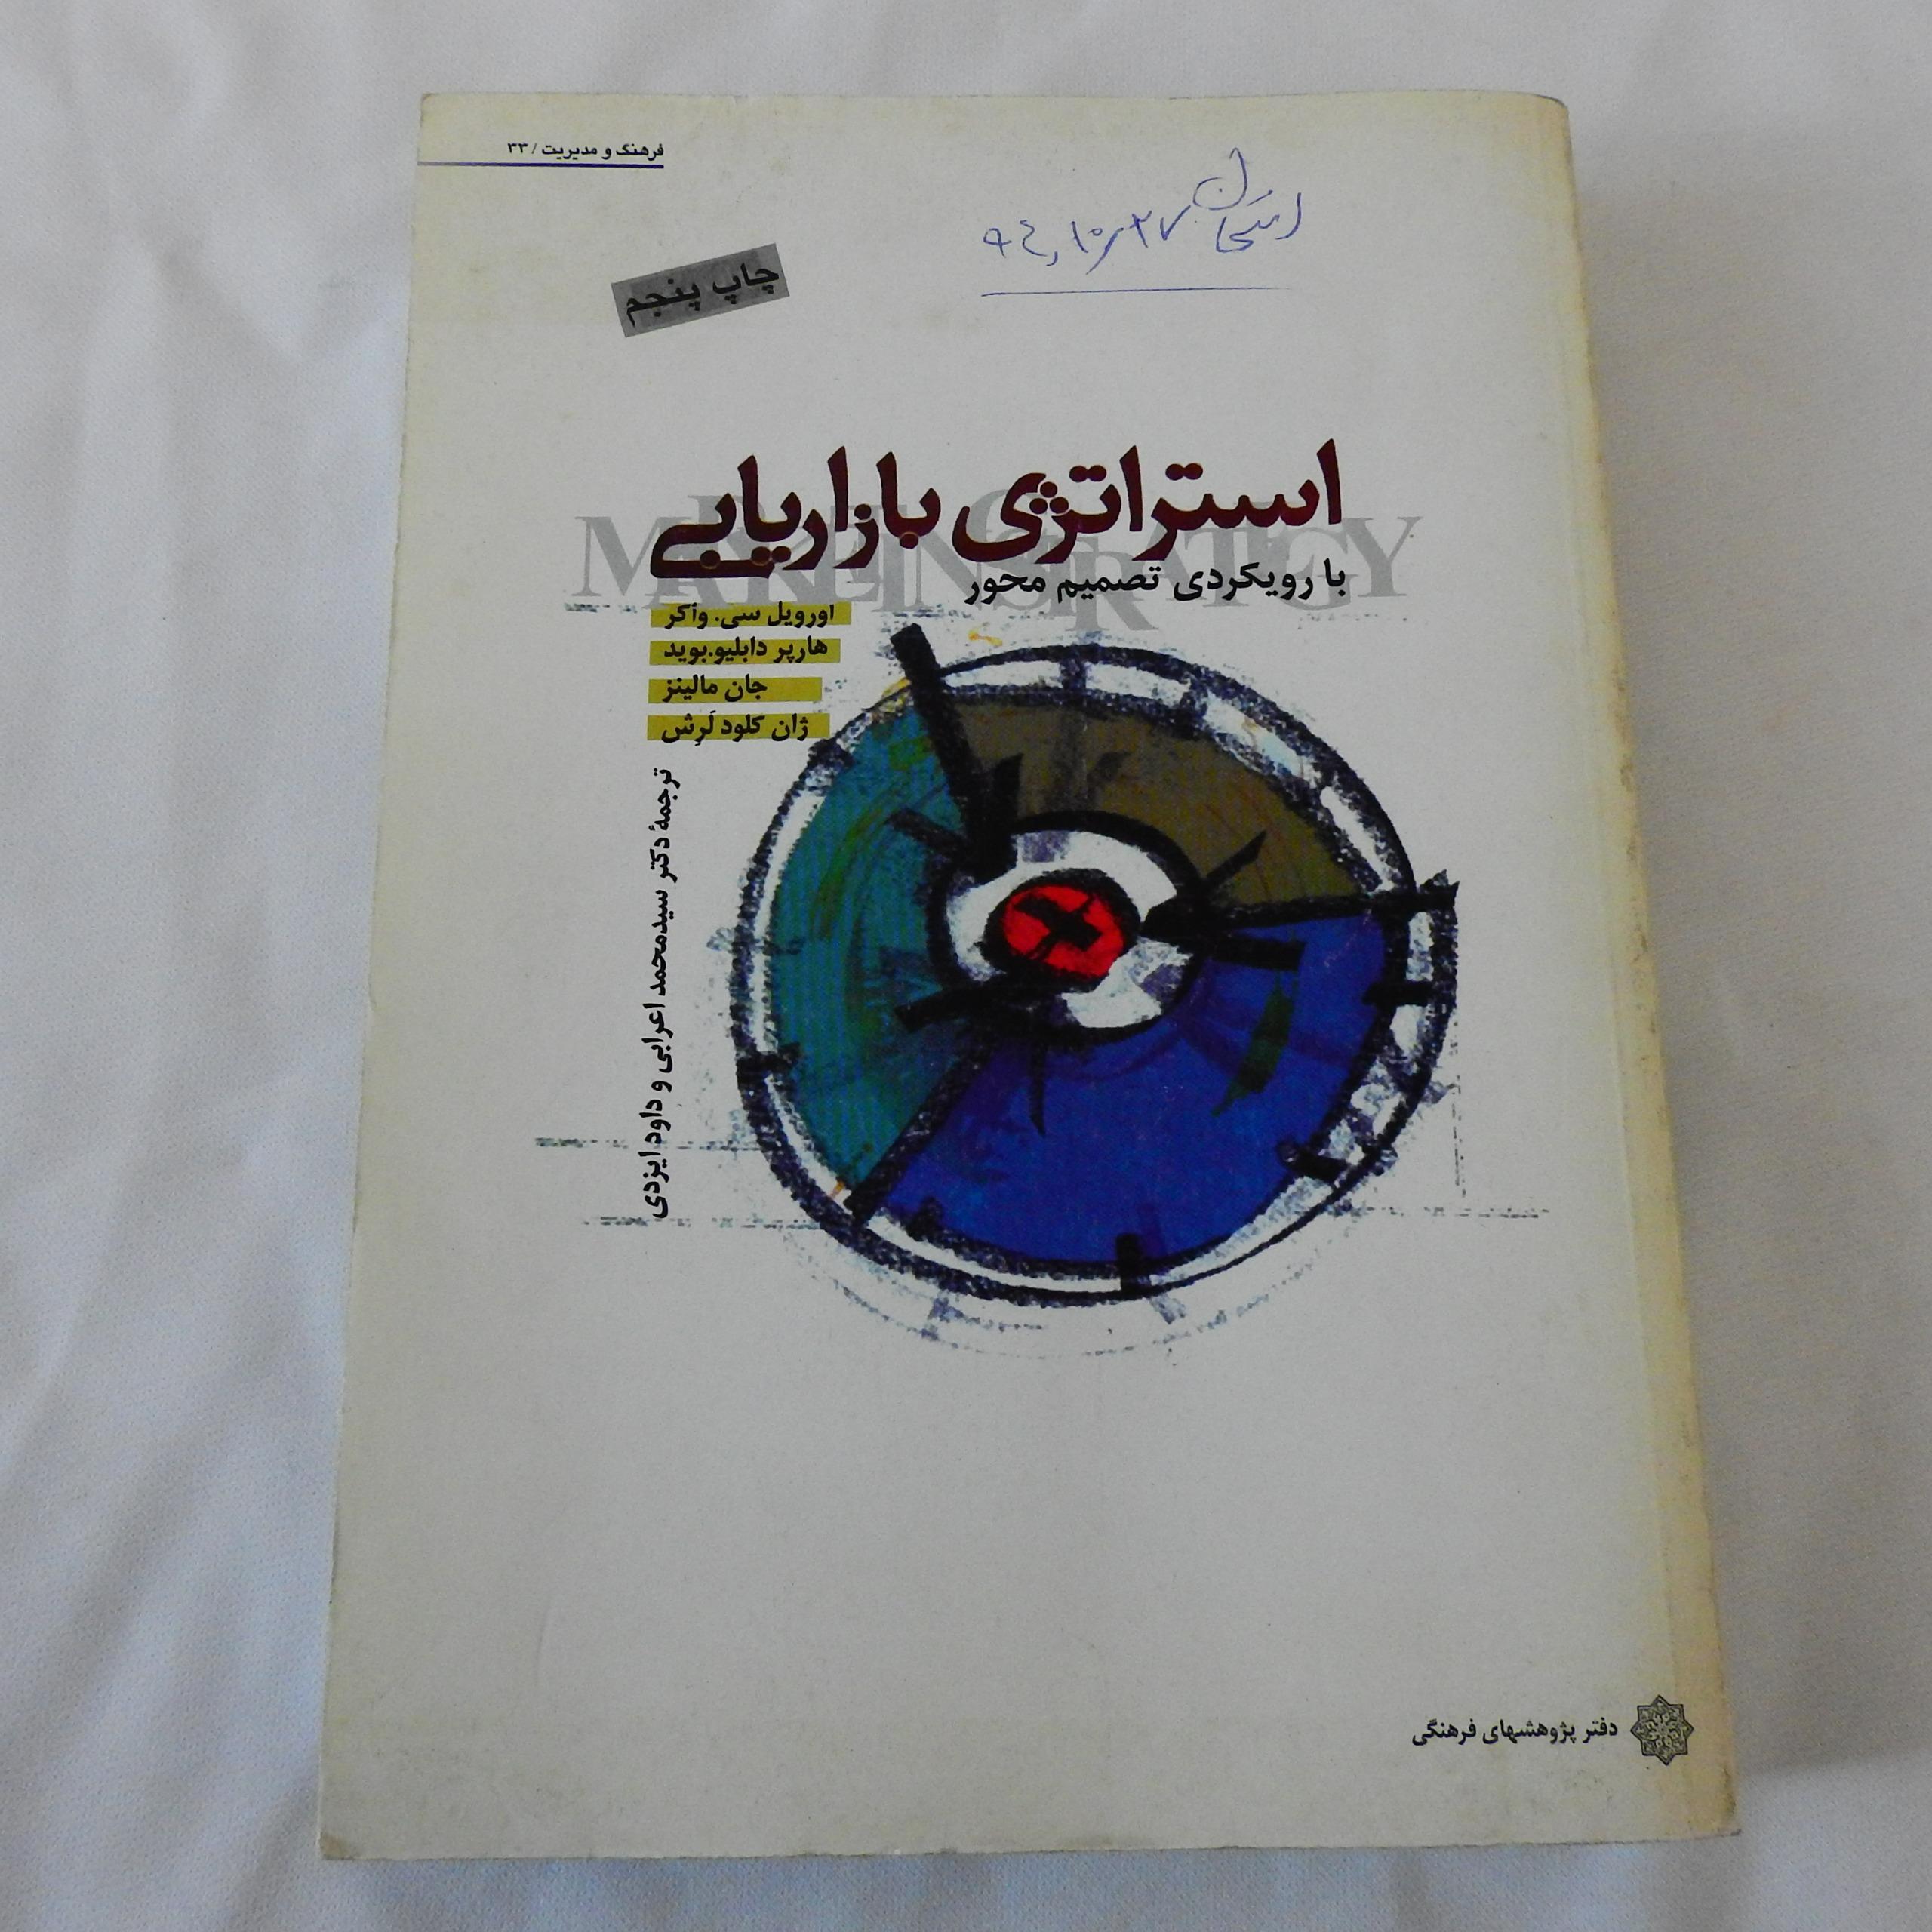 فرهنگ و مدیریت / ۳۳
امتحان ۹۴,۱۰,۲۷
چاپ پنجم
استراتژی بازاریابی
MARKETING STRATEGY
با رویکردی تصمیم محور
اورویل سی. واکر
هارپر دابلیو.بوید
جان مالینز
ژان کلود لَرِش
ترجمهٔ دکتر سیدمحمد اعرابی و داود ایزدی
دفتر پژوهشهای فرهنگی